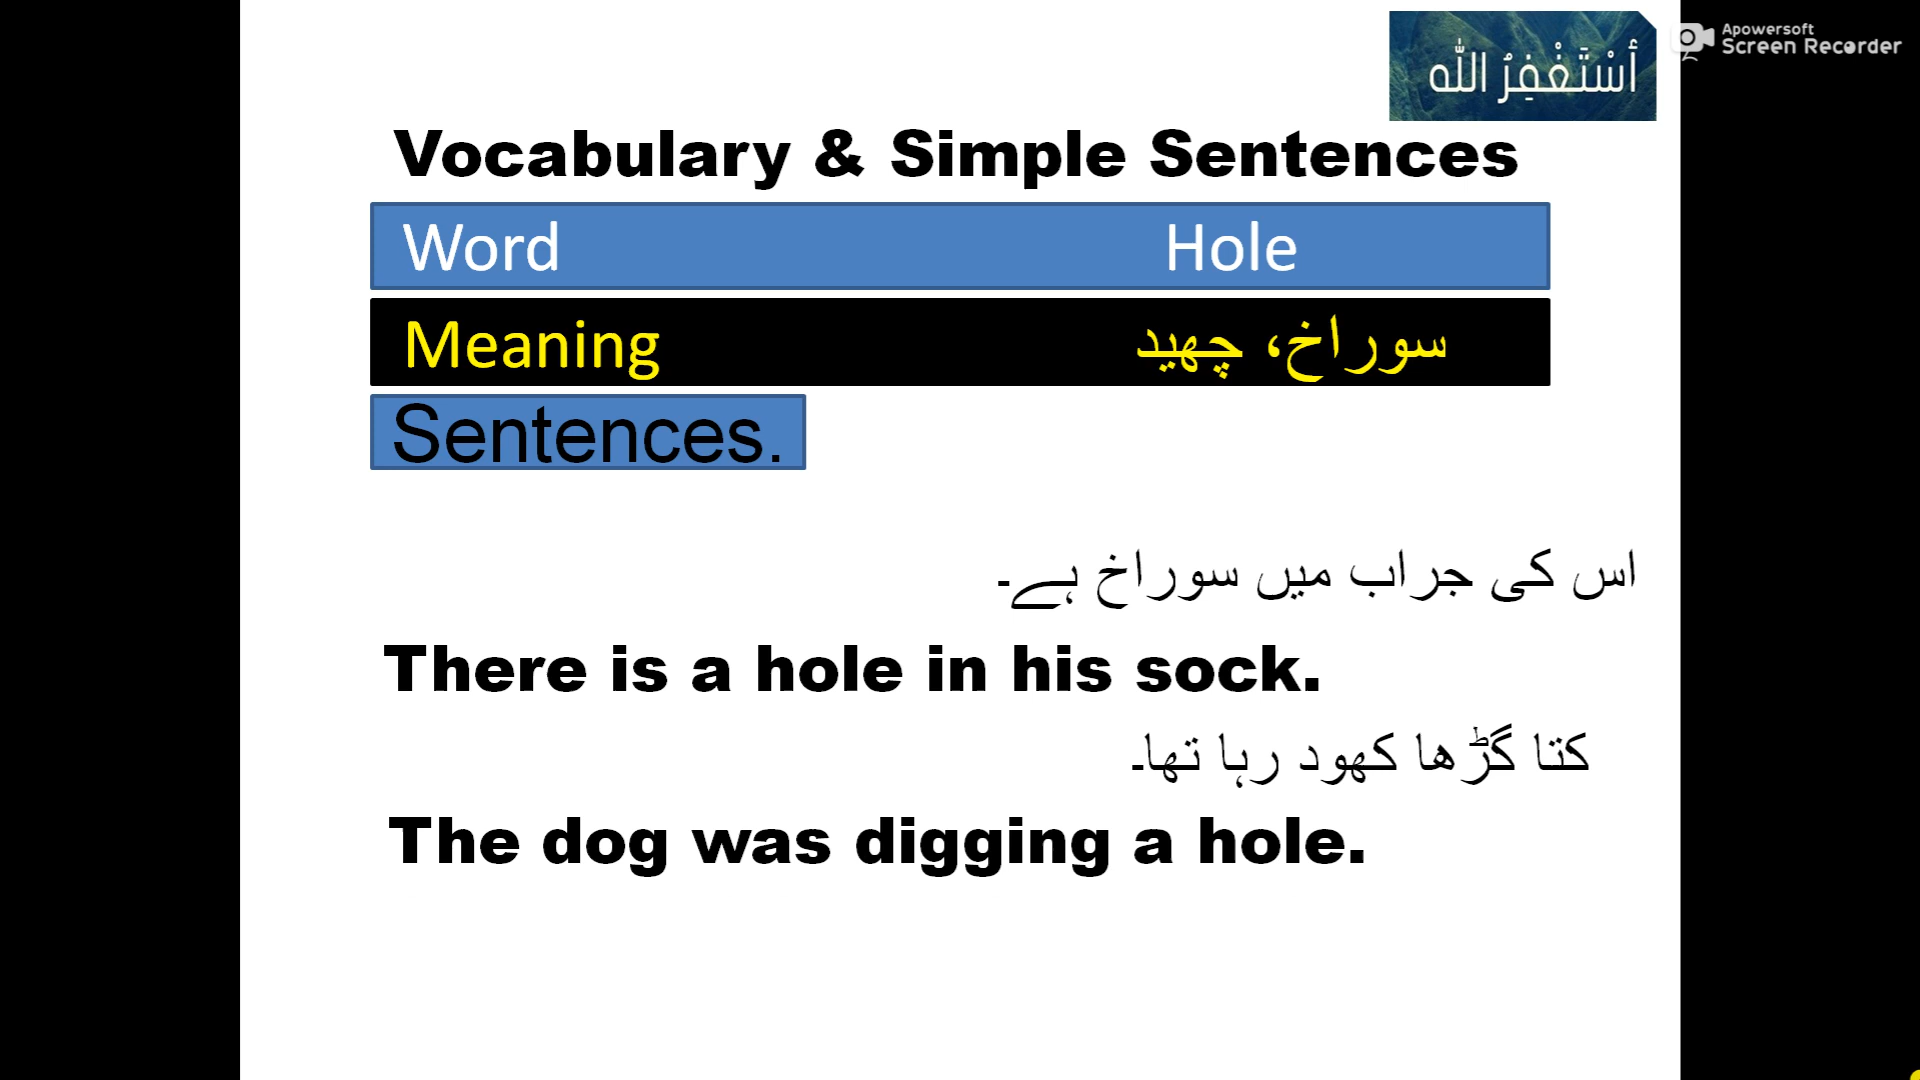 أسْتَغْفِرُ اللّٰه
Apowersoft
Screen Recorder
Vocabulary & Simple Sentences
Word Hole
Meaning سوراخ، چھید
Sentences.
اس کی جراب میں سوراخ ہے۔
There is a hole in his sock.
کتا گڑھا کھود رہا تھا۔
The dog was digging a hole.